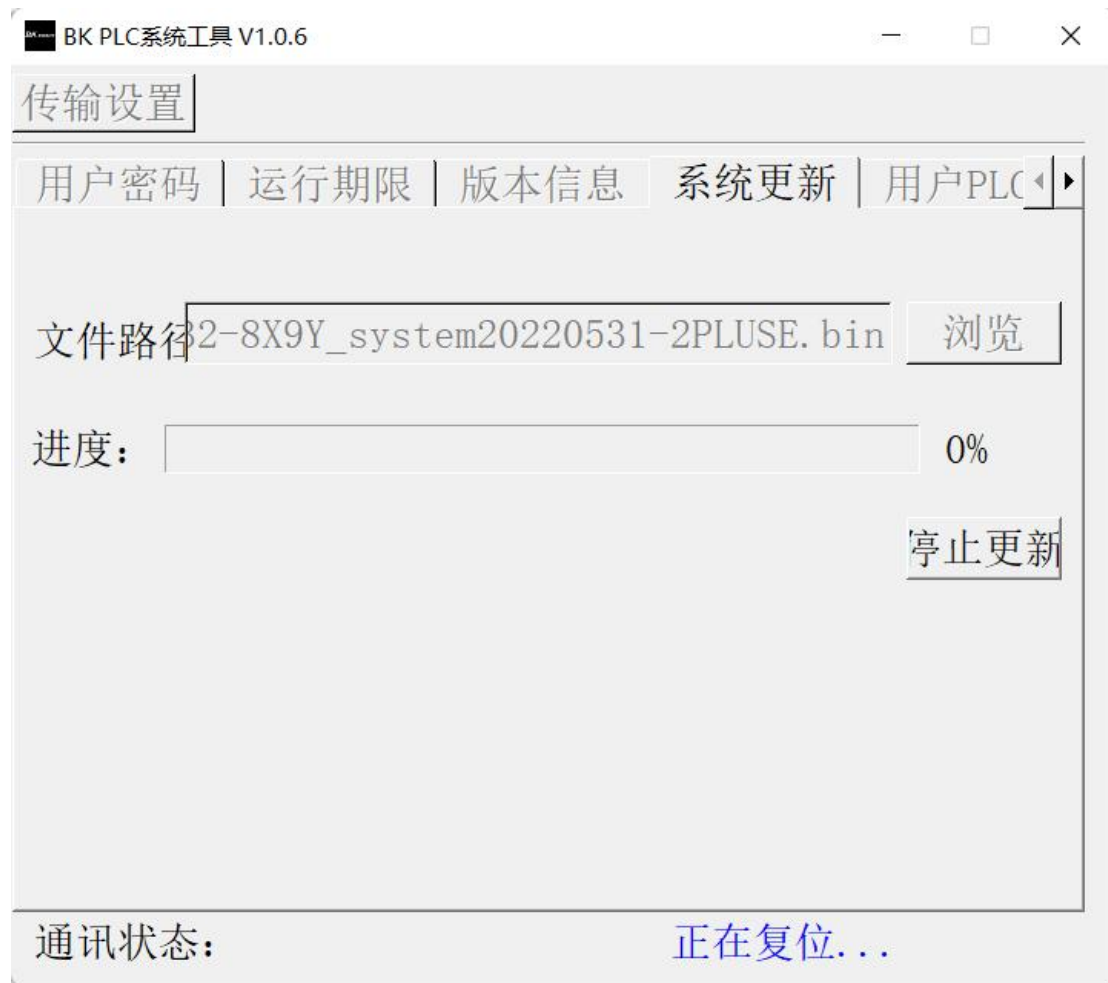 BK PLC系统工具 V1.0.6
传输设置
用户密码 运行期限 版本信息 系统更新 用户PLC
文件路径 32-8X9Y_system20220531-2PLUSE.bin 浏览
进度: 0%
停止更新
通讯状态: 正在复位...